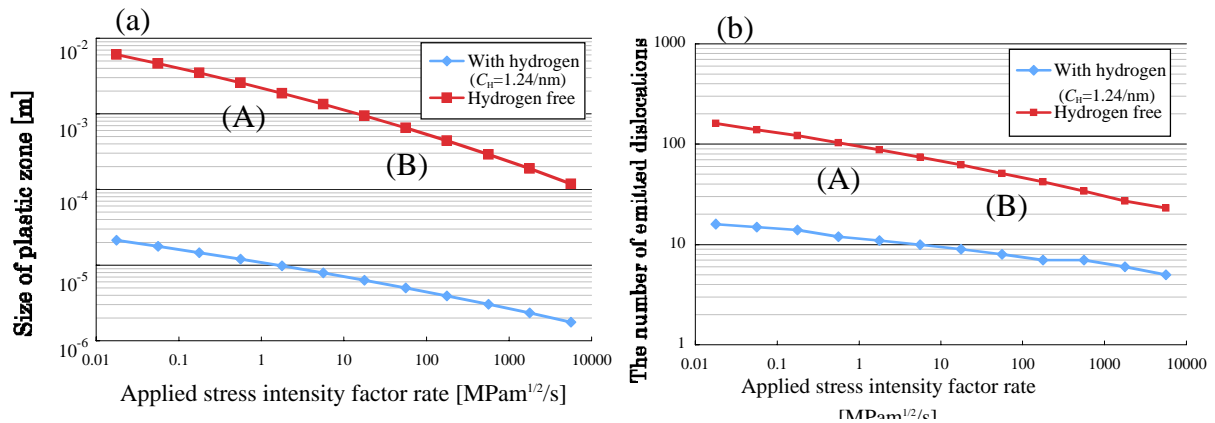 (a)
Size of plastic zone [m]
10⁻²
10⁻³
10⁻⁴
10⁻⁵
10⁻⁶
With hydrogen
(C_H=1.24/nm)
Hydrogen free
(A)
(B)
0.01 0.1 1 10 100 1000 10000
Applied stress intensity factor rate [MPam¹ᐟ²/s]
(b)
The number of emitted dislocations
1000
100
10
1
With hydrogen
(C_H=1.24/nm)
Hydrogen free
(A)
(B)
0.01 0.1 1 10 100 1000 10000
Applied stress intensity factor rate
[MPam¹ᐟ²/s]